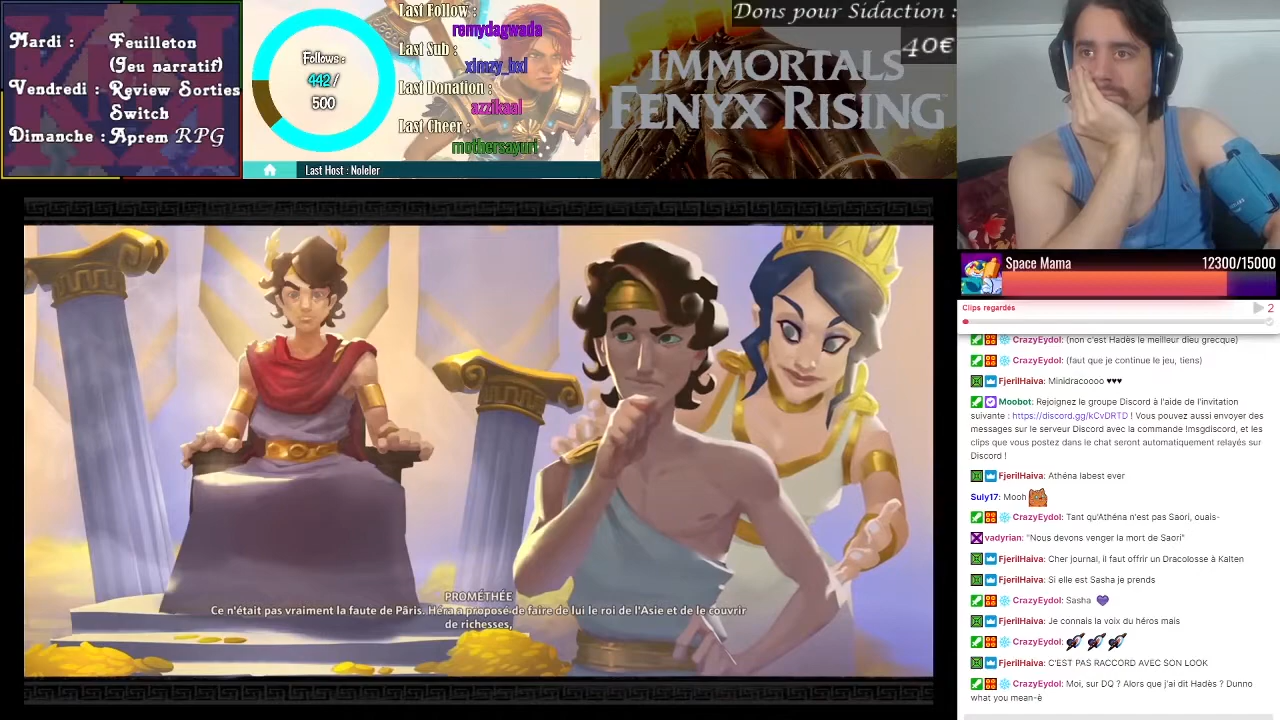 Mardi : Feuilleton
(Jeu narratif)
Vendredi : Review Sorties
Switch
Dimanche : Aprem RPG
Follows :
442 /
500
Last Follow :
remydagwada
Last Sub :
xlmzy_bxl
Last Donation :
azzikaal
Last Cheer :
mothersayuri
Last Host : Noleler
Dons pour Sidaction :
40€
IMMORTALS
FENYX RISING
Space Mama 12300/15000
Clips regardés 2
CrazyEydol: (non c'est Hadès le meilleur dieu grecque)
CrazyEydol: (faut que je continue le jeu, tiens)
FjerilHaiva: Minidracoooo ♥♥♥
Moobot: Rejoignez le groupe Discord à l'aide de l'invitation
suivante : https://discord.gg/kCvDRTD ! Vous pouvez aussi envoyer des
messages sur le serveur Discord avec la commande !msgdiscord, et les
clips que vous postez dans le chat seront automatiquement relayés sur
Discord !
FjerilHaiva: Athéna labest ever
Suly17: Mooh
CrazyEydol: Tant qu'Athéna n'est pas Saori, ouais-
vadyrian: "Nous devons venger la mort de Saori"
FjerilHaiva: Cher journal, il faut offrir un Dracolosse à Kalten
FjerilHaiva: Si elle est Sasha je prends
CrazyEydol: Sasha 💜
FjerilHaiva: Je connais la voix du héros mais
CrazyEydol:
FjerilHaiva: C'EST PAS RACCORD AVEC SON LOOK
CrazyEydol: Moi, sur DQ ? Alors que j'ai dit Hadès ? Dunno
what you mean-è
PROMÉTHÉE
Ce n'était pas vraiment la faute de Pâris. Héra a proposé de faire de lui le roi de l'Asie et de le couvrir
de richesses,